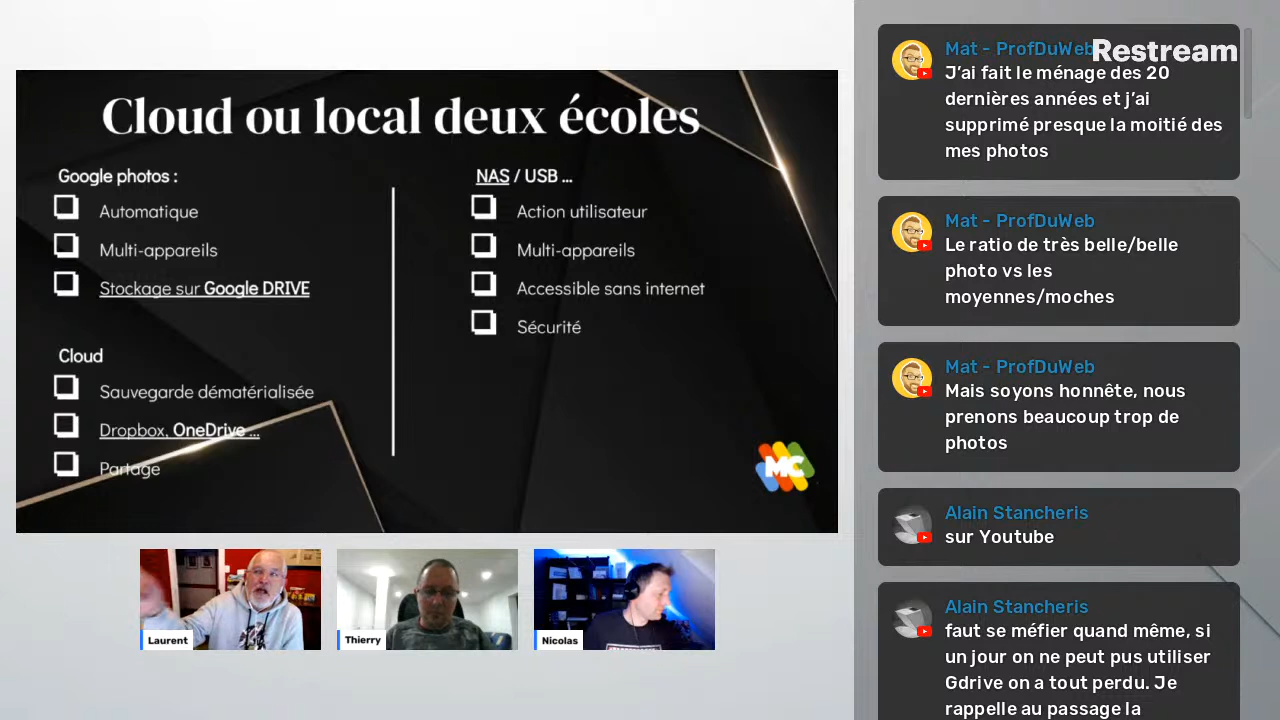 Cloud ou local deux écoles
Google photos :
Automatique
Multi-appareils
Stockage sur Google DRIVE
Cloud
Sauvegarde dématérialisée
Dropbox, OneDrive ...
Partage
NAS / USB ...
Action utilisateur
Multi-appareils
Accessible sans internet
Sécurité
MC
Laurent
Thierry
Nicolas
Restream
Mat - ProfDuWeb
J’ai fait le ménage des 20
dernières années et j’ai
supprimé presque la moitié des
mes photos
Mat - ProfDuWeb
Le ratio de très belle/belle
photo vs les
moyennes/moches
Mat - ProfDuWeb
Mais soyons honnête, nous
prenons beaucoup trop de
photos
Alain Stancheris
sur Youtube
Alain Stancheris
faut se méfier quand même, si
un jour on ne peut pus utiliser
Gdrive on a tout perdu. Je
rappelle au passage la